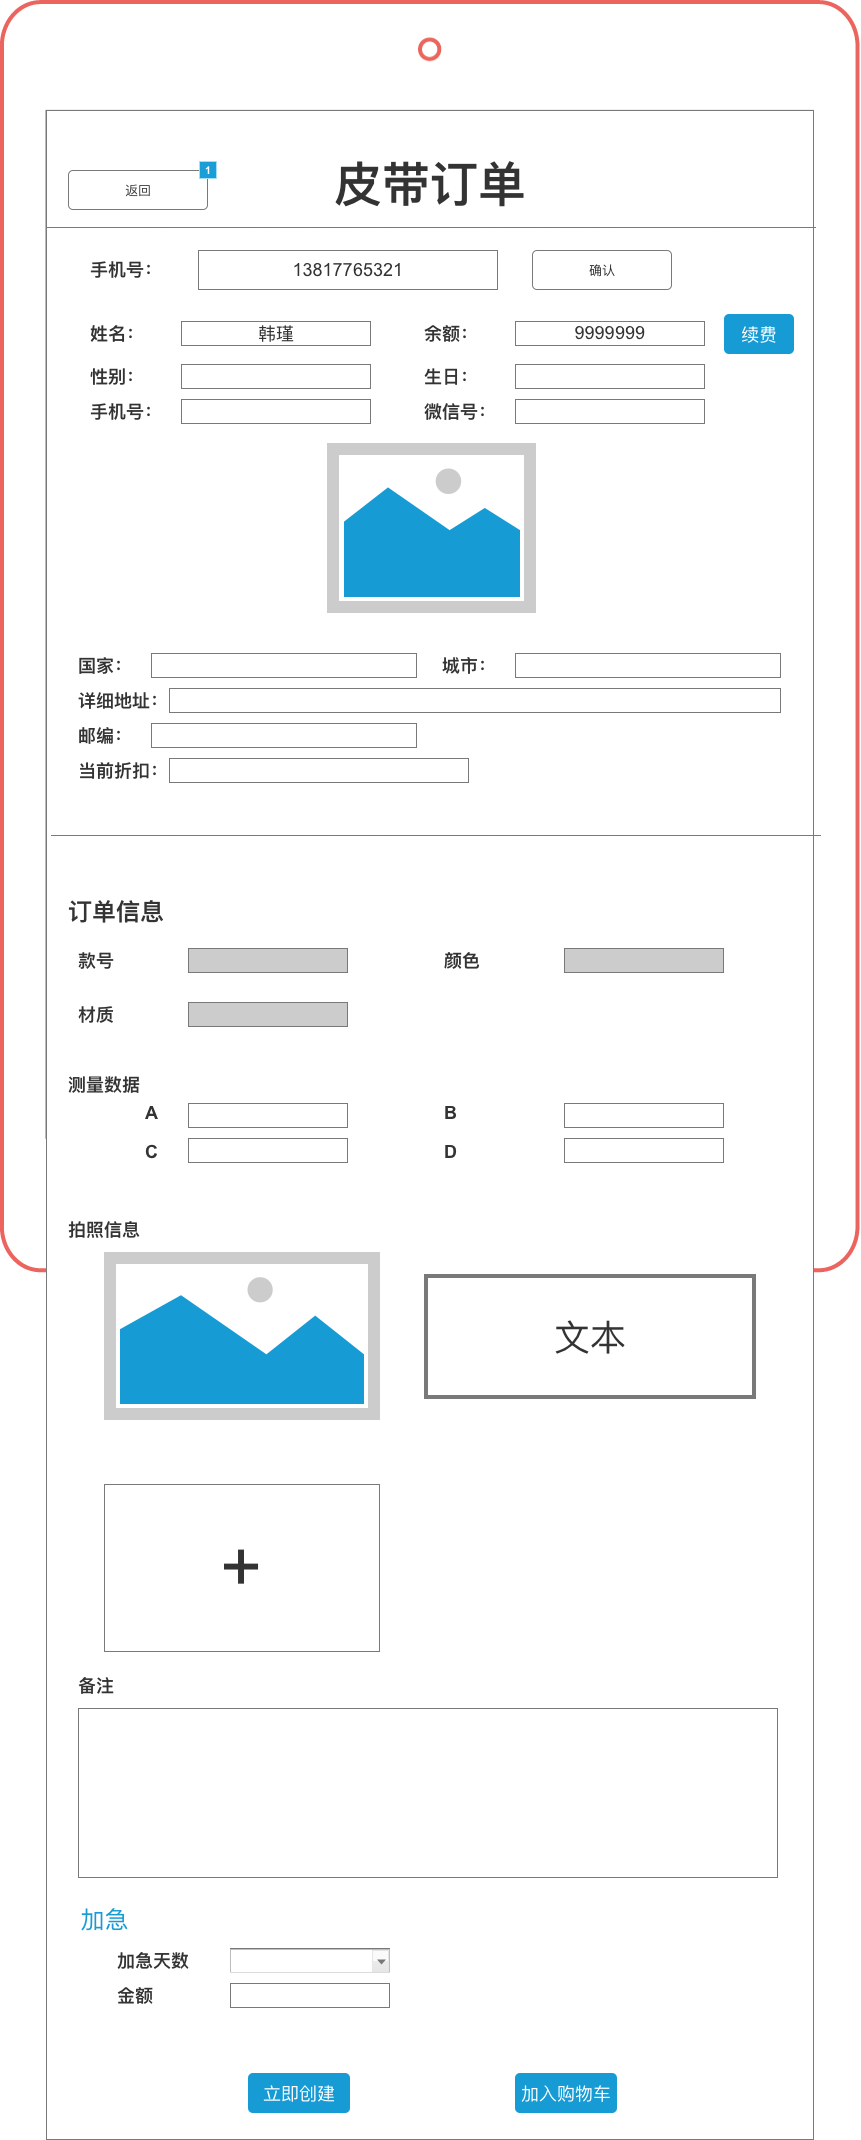 1
返回
皮带订单
手机号： 13817765321 确认
姓名： 韩瑾 余额： 9999999 续费
性别： 生日：
手机号： 微信号：
国家： 城市：
详细地址：
邮编：
当前折扣：
订单信息
款号 颜色
材质
测量数据
A B
C D
拍照信息
文本
+
备注
加急
加急天数
金额
立即创建 加入购物车